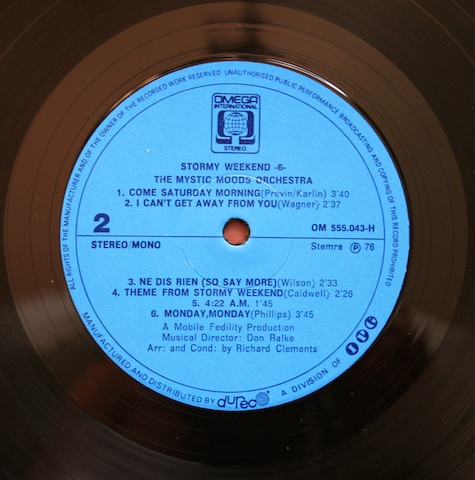 ALL RIGHTS OF THE MANUFACTURER AND OF THE OWNER OF THE RECORDED WORK RESERVED UNAUTHORISED PUBLIC PERFORMANCE, BROADCASTING AND COPYING OF THIS RECORD PROHIBITED
OMEGA
INTERNATIONAL
STEREO
STORMY WEEKEND -6-
THE MYSTIC MOODS ORCHESTRA
1. COME SATURDAY MORNING(Previn/Karlin) 3'40
2. I CAN'T GET AWAY FROM YOU(Wagner) 2'37
2
OM 555.043-H
STEREO/MONO
Stemra ℗ 76
3. NE DIS RIEN (SO SAY MORE)(Wilson) 2'33
4. THEME FROM STORMY WEEKEND(Caldwell) 2'26
5. 4:22 A.M. 1'45
6. MONDAY,MONDAY(Phillips) 3'45
A Mobile Fedility Production
Musical Director: Don Ralke
Arr: and Cond: by Richard Clements
MANUFACTURED AND DISTRIBUTED BY dureco A DIVISION OF